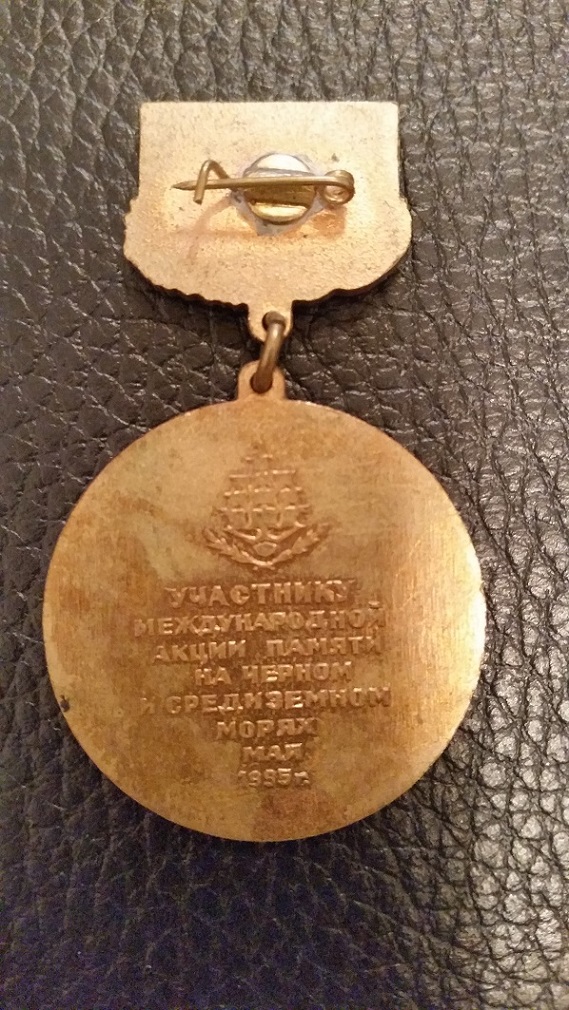 УЧАСТНИКУ
МЕЖДУНАРОДНОЙ
АКЦИИ ПАМЯТИ
НА ЧЕРНОМ
И СРЕДИЗЕМНОМ
МОРЯХ
МАЙ
1995г.